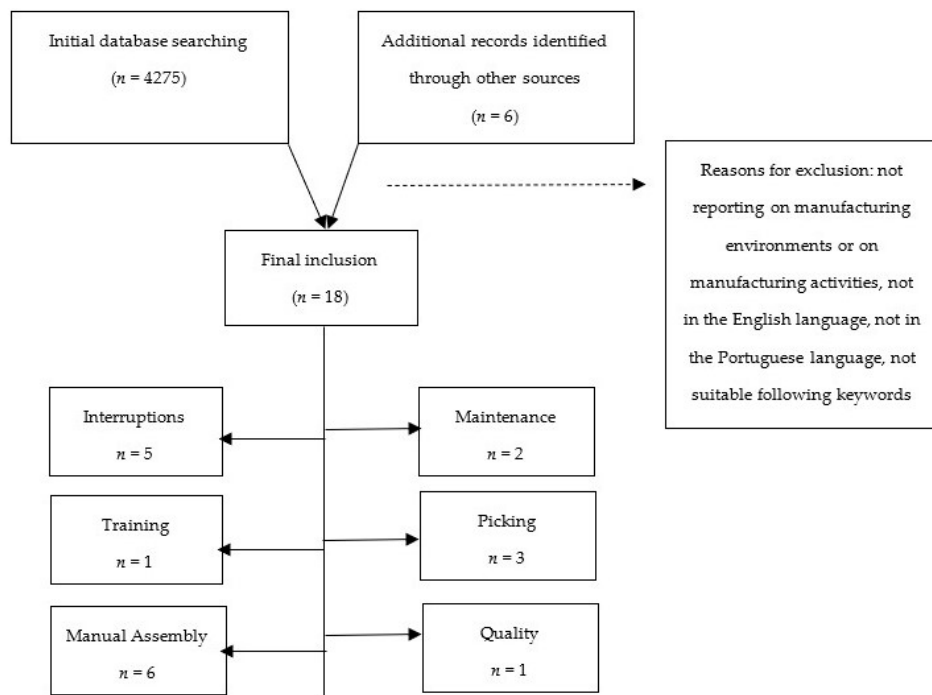 Initial database searching
(n = 4275)
Additional records identified
through other sources
(n = 6)
Reasons for exclusion: not
reporting on manufacturing
environments or on
manufacturing activities, not
in the English language, not in
the Portuguese language, not
suitable following keywords
Final inclusion
(n = 18)
Interruptions
n = 5
Maintenance
n = 2
Training
n = 1
Picking
n = 3
Manual Assembly
n = 6
Quality
n = 1